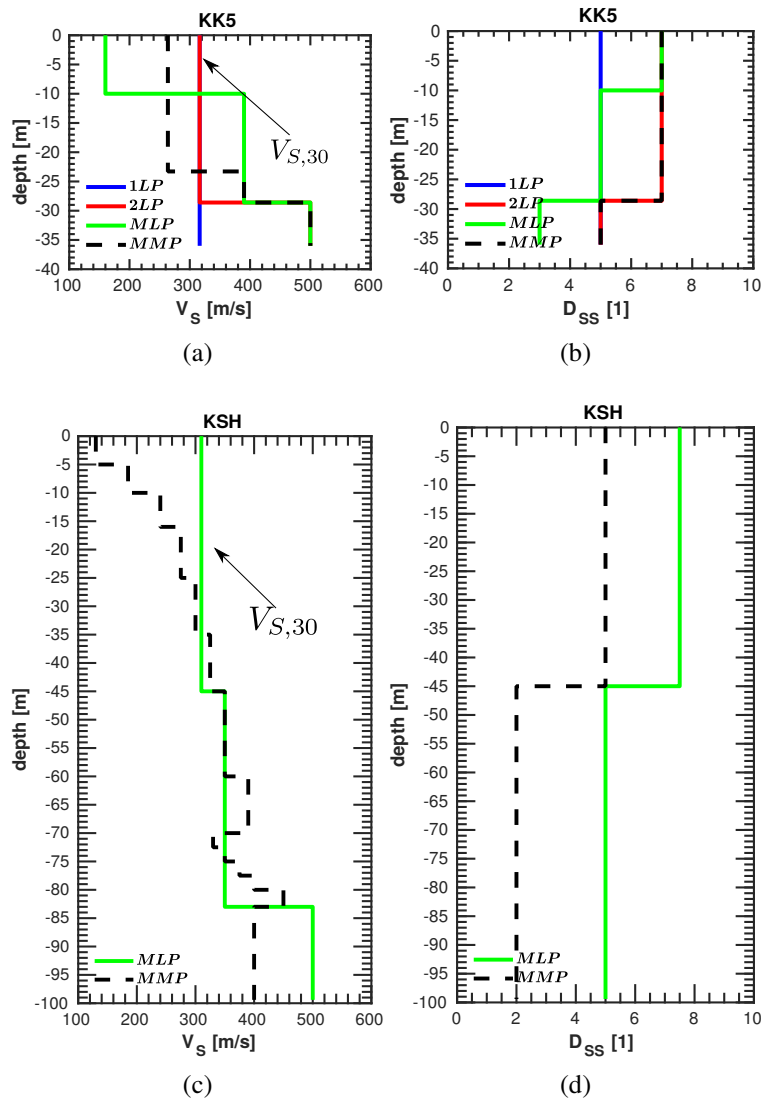 KK5
0
-5
-10
-15
-20
-25
-30
-35
-40
depth [m]
V_{S,30}
1LP
2LP
MLP
MMP
100 200 300 400 500 600
V_S [m/s]
(a)
KK5
0
-5
-10
-15
-20
-25
-30
-35
-40
depth [m]
1LP
2LP
MLP
MMP
0 2 4 6 8 10
D_SS [1]
(b)
KSH
0
-5
-10
-15
-20
-25
-30
-35
-40
-45
-50
-55
-60
-65
-70
-75
-80
-85
-90
-95
-100
depth [m]
V_{S,30}
MLP
MMP
100 200 300 400 500 600
V_S [m/s]
(c)
KSH
0
-5
-10
-15
-20
-25
-30
-35
-40
-45
-50
-55
-60
-65
-70
-75
-80
-85
-90
-95
-100
depth [m]
MLP
MMP
0 2 4 6 8 10
D_SS [1]
(d)